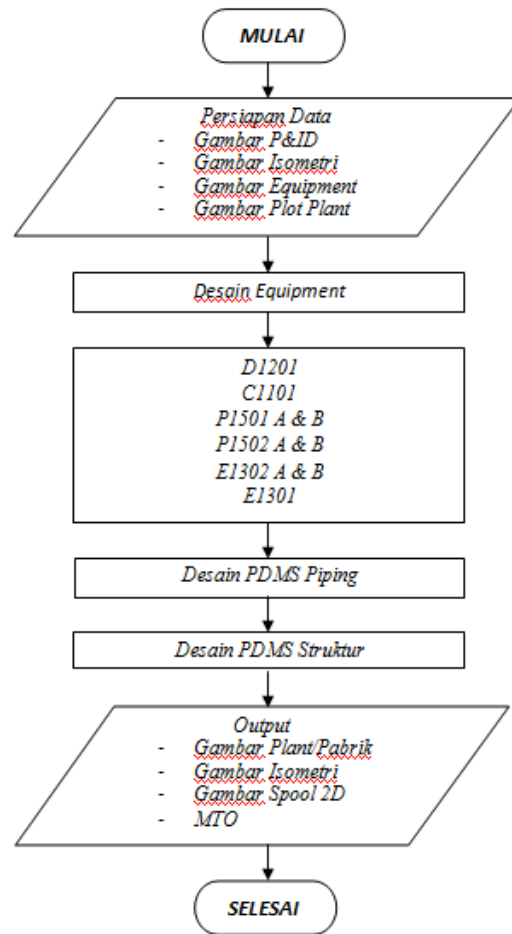 MULAI
Persiapan Data
- Gambar P&ID
- Gambar Isometri
- Gambar Equipment
- Gambar Plot Plant
Desain Equipment
D1201
C1101
P1501 A & B
P1502 A & B
E1302 A & B
E1301
Desain PDMS Piping
Desain PDMS Struktur
Output
- Gambar Plant/Pabrik
- Gambar Isometri
- Gambar Spool 2D
- MTO
SELESAI